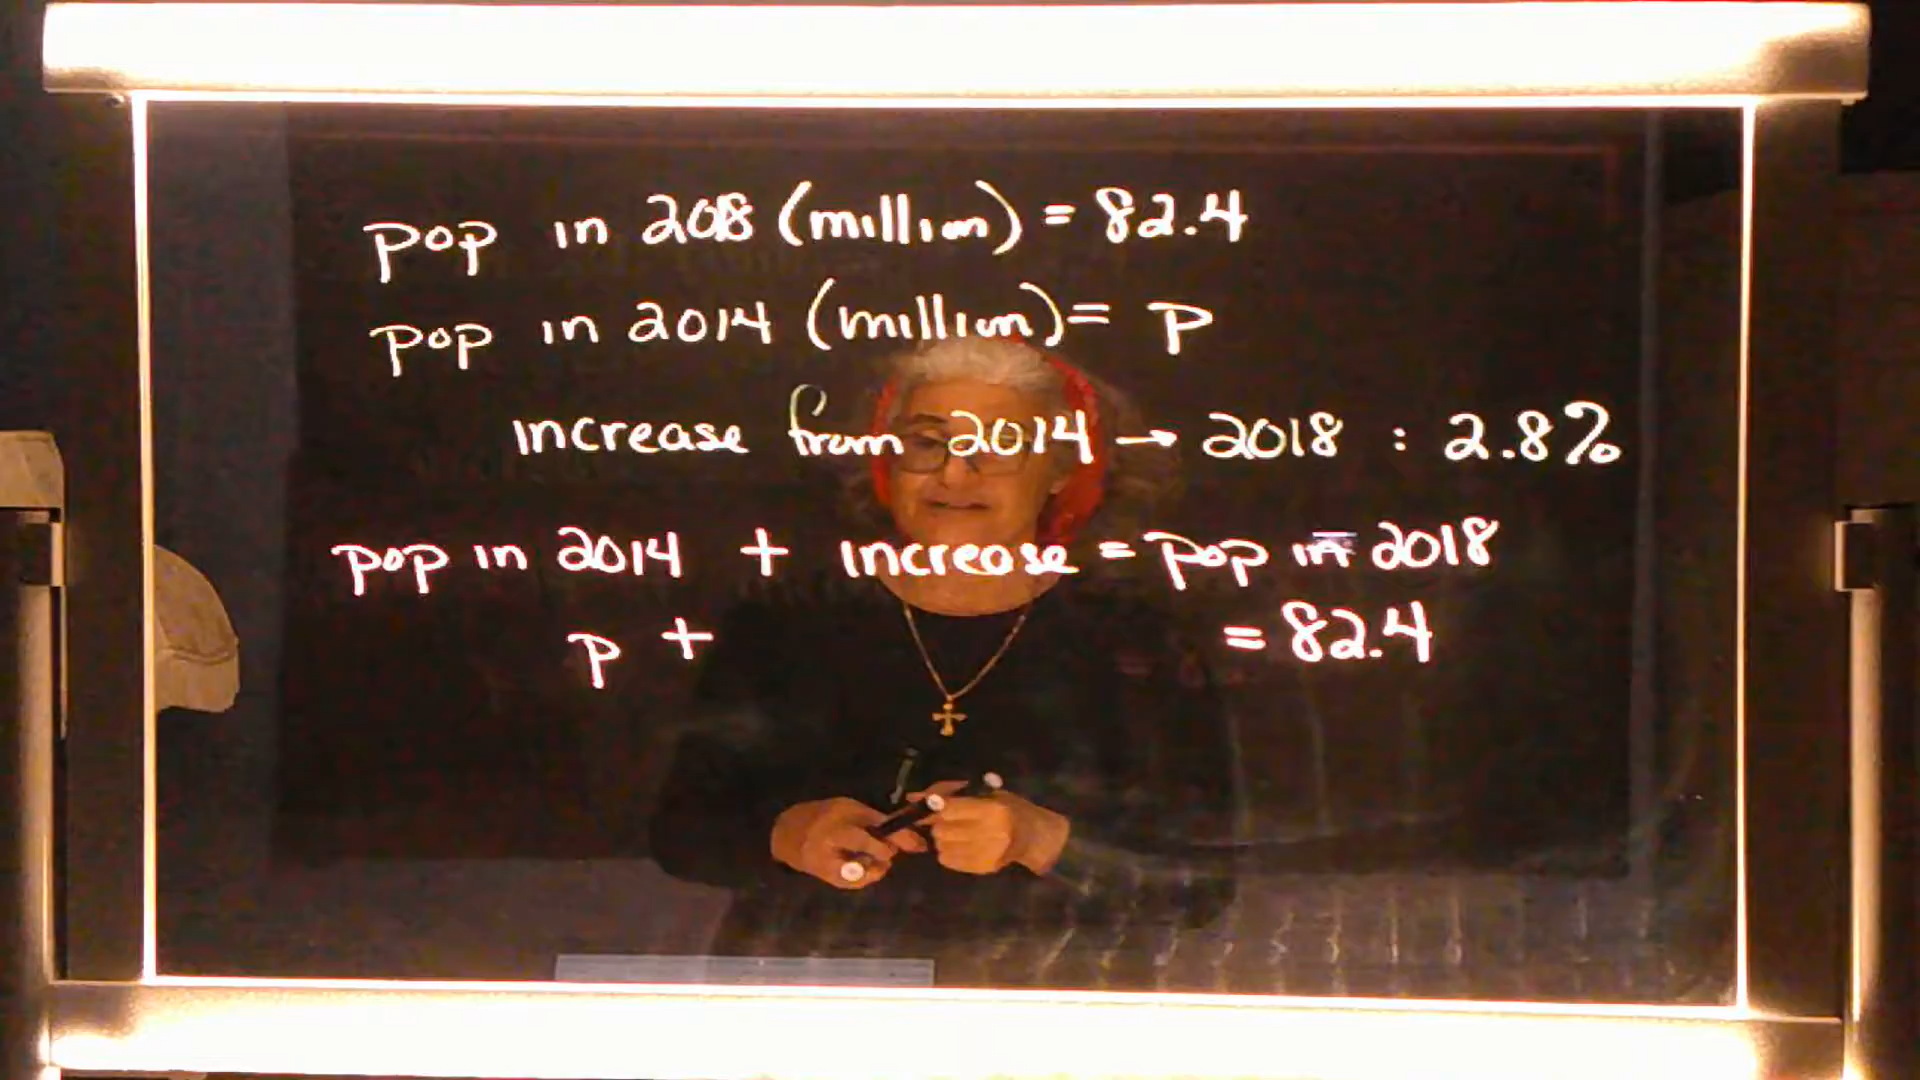 pop in 2018 (million) = 82.4
pop in 2014 (million) = p
increase from 2014 → 2018 : 2.8%
pop in 2014 + increase = pop in 2018
p + = 82.4